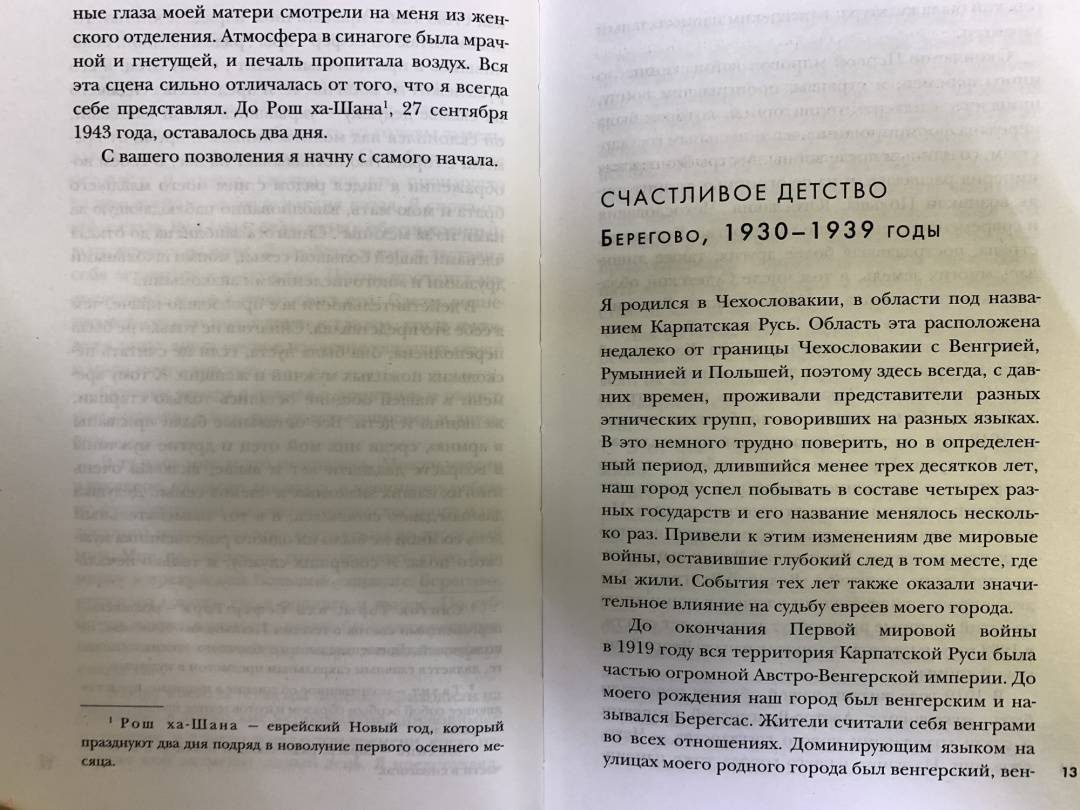 ные глаза моей матери смотрели на меня из жен-
ского отделения. Атмосфера в синагоге была мрач-
ной и гнетущей, и печаль пропитала воздух. Вся
эта сцена сильно отличалась от того, что я всегда
себе представлял. До Рош ха-Шана¹, 27 сентября
1943 года, оставалось два дня.
С вашего позволения я начну с самого начала.
¹ Рош ха-Шана — еврейский Новый год, который
празднуют два дня подряд в новолуние первого осеннего ме-
сяца.
СЧАСТЛИВОЕ ДЕТСТВО
БЕРЕГОВО, 1930–1939 ГОДЫ
Я родился в Чехословакии, в области под назва-
нием Карпатская Русь. Область эта расположена
недалеко от границы Чехословакии с Венгрией,
Румынией и Польшей, поэтому здесь всегда, с дав-
них времен, проживали представители разных
этнических групп, говоривших на разных языках.
В это немного трудно поверить, но в определен-
ный период, длившийся менее трех десятков лет,
наш город успел побывать в составе четырех раз-
ных государств и его название менялось несколь-
ко раз. Привели к этим изменениям две мировые
войны, оставившие глубокий след в том месте, где
мы жили. События тех лет также оказали значи-
тельное влияние на судьбу евреев моего города.
До окончания Первой мировой войны
в 1919 году вся территория Карпатской Руси была
частью огромной Австро-Венгерской империи. До
моего рождения наш город был венгерским и на-
зывался Берегсас. Жители считали себя венграми
во всех отношениях. Доминирующим языком на
улицах моего родного города был венгерский, вен-
13